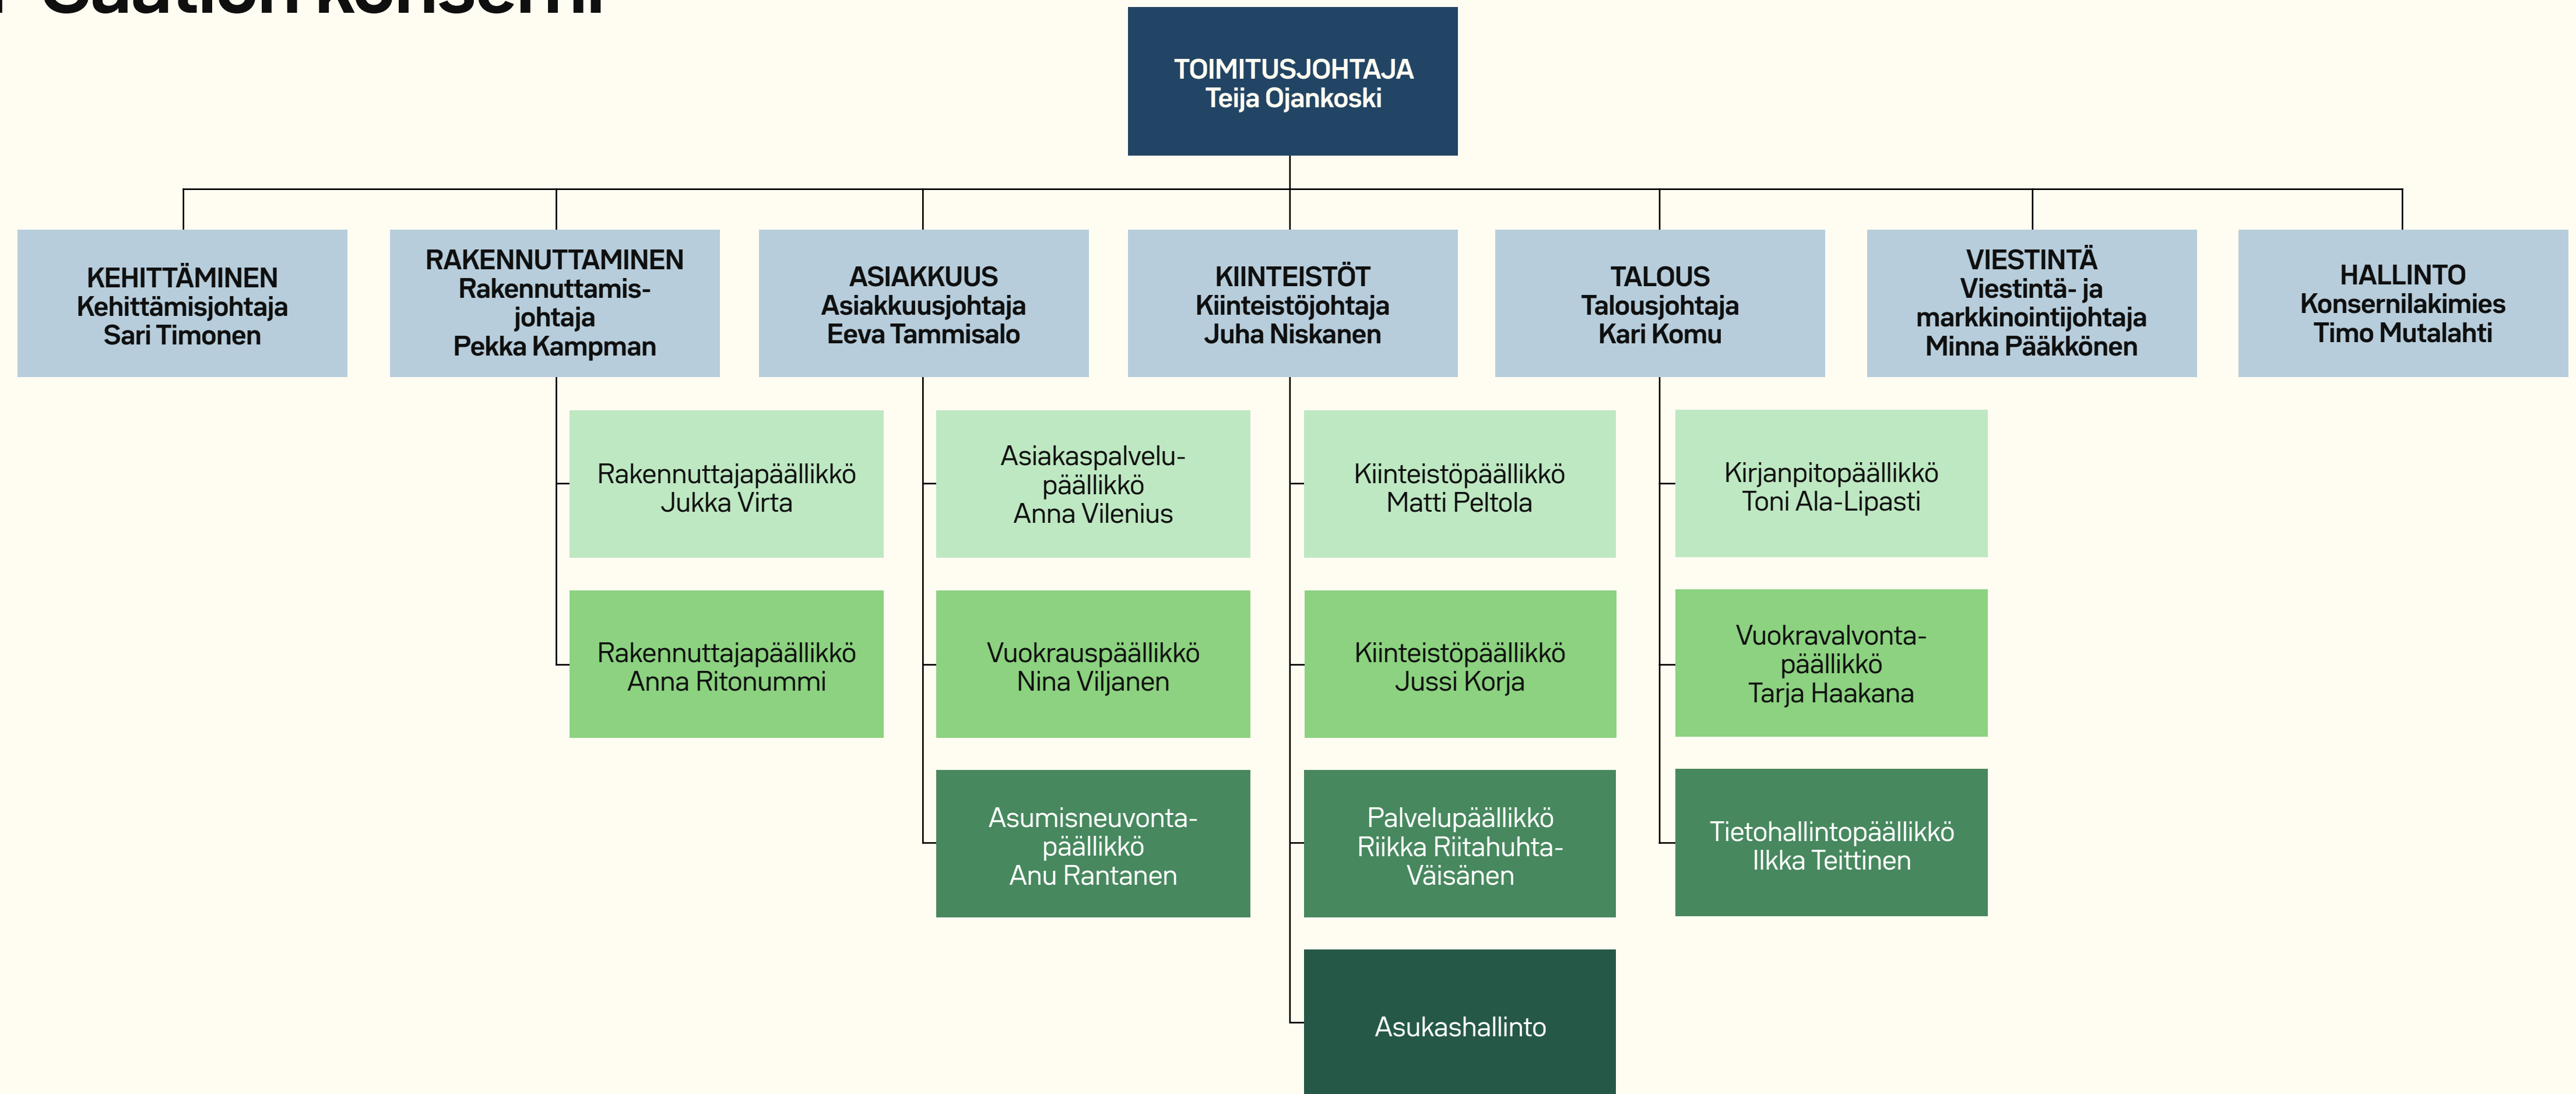 Säätiön konserni
TOIMITUSJOHTAJA
Teija Ojankoski
KEHITTÄMINEN
Kehittämisjohtaja
Sari Timonen
RAKENNUTTAMINEN
Rakennuttamis-
johtaja
Pekka Kampman
ASIAKKUUS
Asiakkuusjohtaja
Eeva Tammisalo
KIINTEISTÖT
Kiinteistöjohtaja
Juha Niskanen
TALOUS
Talousjohtaja
Kari Komu
VIESTINTÄ
Viestintä- ja
markkinointijohtaja
Minna Pääkkönen
HALLINTO
Konsernilakimies
Timo Mutalahti
Rakennuttajapäällikkö
Jukka Virta
Rakennuttajapäällikkö
Anna Ritonummi
Asiakaspalvelu-
päällikkö
Anna Vilenius
Vuokrauspäällikkö
Nina Viljanen
Asumisneuvonta-
päällikkö
Anu Rantanen
Kiinteistöpäällikkö
Matti Peltola
Kiinteistöpäällikkö
Jussi Korja
Palvelupäällikkö
Riikka Riitahuhta-
Väisänen
Asukashallinto
Kirjanpitopäällikkö
Toni Ala-Lipasti
Vuokravalvonta-
päällikkö
Tarja Haakana
Tietohallintopäällikkö
Ilkka Teittinen